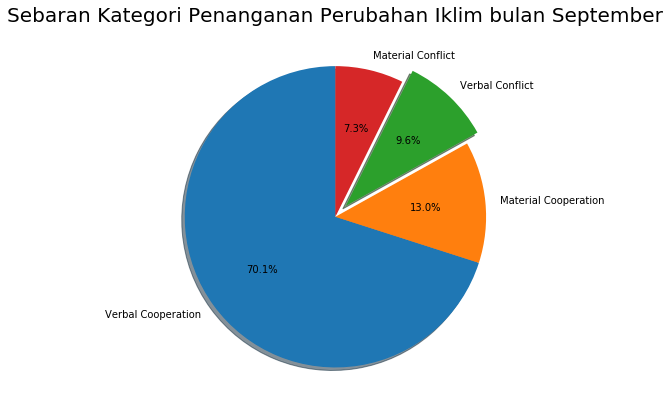 Sebaran Kategori Penanganan Perubahan Iklim bulan September
Material Conflict
Verbal Conflict
7.3%
9.6%
Material Cooperation
13.0%
70.1%
Verbal Cooperation